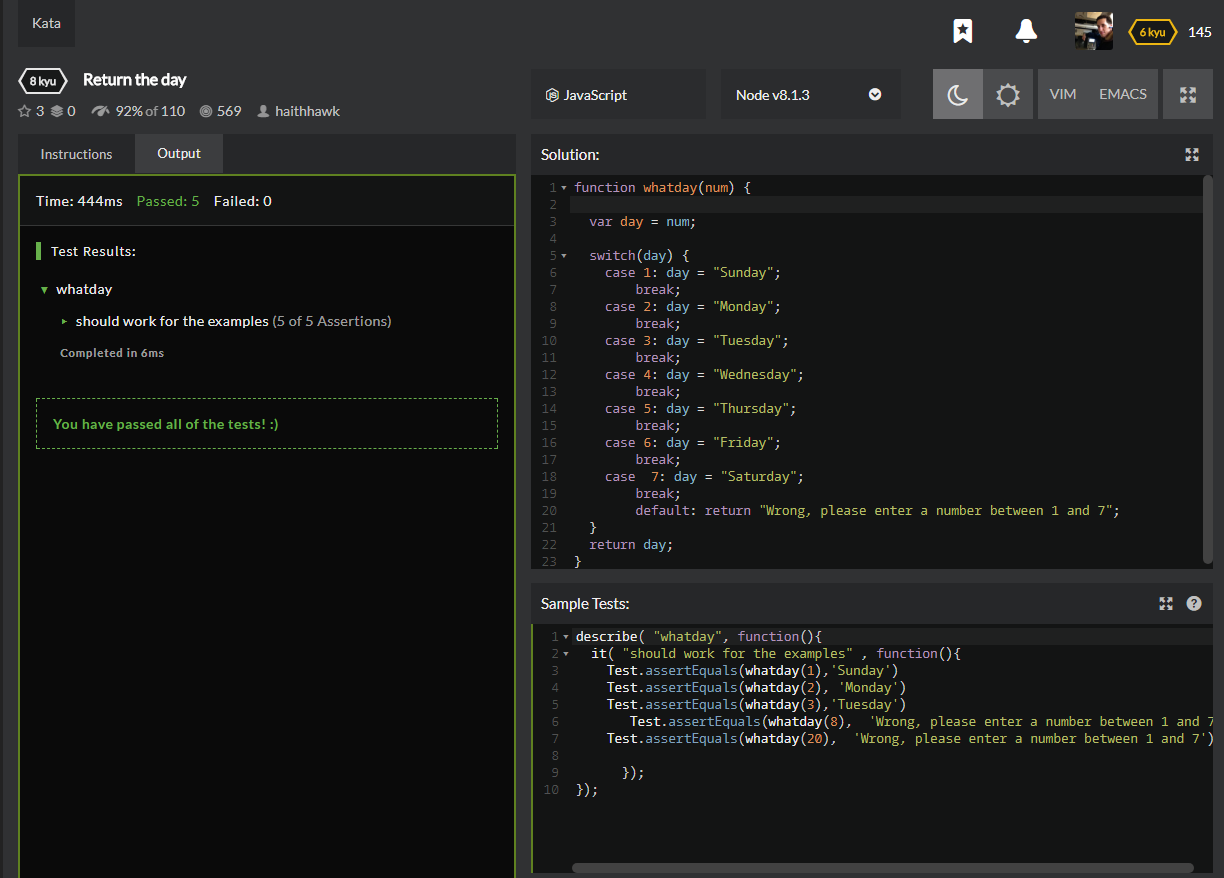 Kata
6 kyu 145
8 kyu Return the day
3 0 92% of 110 569 haithhawk
JavaScript
Node v8.1.3
VIM EMACS
Instructions Output
Time: 444ms Passed: 5 Failed: 0
Test Results:
whatday
should work for the examples (5 of 5 Assertions)
Completed in 6ms
You have passed all of the tests! :)
Solution:
1 function whatday(num) {
2
3 var day = num;
4
5 switch(day) {
6 case 1: day = "Sunday";
7 break;
8 case 2: day = "Monday";
9 break;
10 case 3: day = "Tuesday";
11 break;
12 case 4: day = "Wednesday";
13 break;
14 case 5: day = "Thursday";
15 break;
16 case 6: day = "Friday";
17 break;
18 case  7: day = "Saturday";
19 break;
20 default: return "Wrong, please enter a number between 1 and 7";
21 }
22 return day;
23 }
Sample Tests:
1 describe( "whatday", function(){
2 it( "should work for the examples" , function(){
3 Test.assertEquals(whatday(1),'Sunday')
4 Test.assertEquals(whatday(2), 'Monday')
5 Test.assertEquals(whatday(3),'Tuesday')
6 Test.assertEquals(whatday(8),  'Wrong, please enter a number between 1 and 7
7 Test.assertEquals(whatday(20),  'Wrong, please enter a number between 1 and 7')
8
9 });
10 });